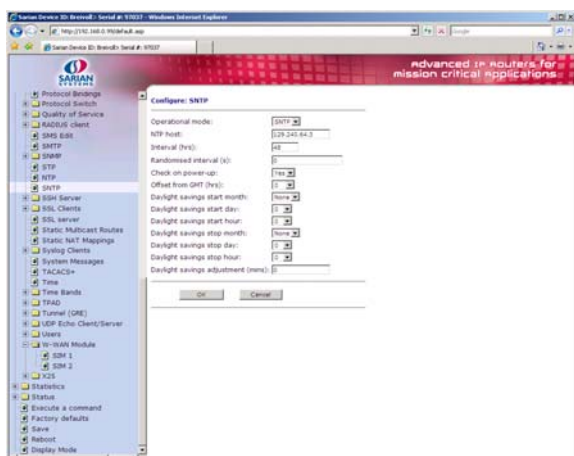 Sarian Device ID: Breivoll> Serial #: 97037 - Windows Internet Explorer
http://192.168.0.99/default.asp
Google
Sarian Device ID: Breivoll> Serial #: 97037
SARIAN
SYSTEMS
Advanced IP Routers for
mission critical applications
Protocol Bindings
Protocol Switch
Quality of Service
RADIUS client
SMS Edit
SMTP
SNMP
STP
NTP
SNTP
SSH Server
SSL Clients
SSL server
Static Multicast Routes
Static NAT Mappings
Syslog Clients
System Messages
TACACS+
Time
Time Bands
TPAD
Tunnel (GRE)
UDP Echo Client/Server
Users
W-WAN Module
SIM 1
SIM 2
X25
Statistics
Status
Execute a command
Factory defaults
Save
Reboot
Display Mode
Configure: SNTP
Operational mode: SNTP
NTP host: 129.240.64.3
Interval (hrs): 48
Randomised interval (s): 0
Check on power-up: Yes
Offset from GMT (hrs): 0
Daylight savings start month: None
Daylight savings start day: 0
Daylight savings start hour: 0
Daylight savings stop month: None
Daylight savings stop day: 0
Daylight savings stop hour: 0
Daylight savings adjustment (mins): 0
OK Cancel